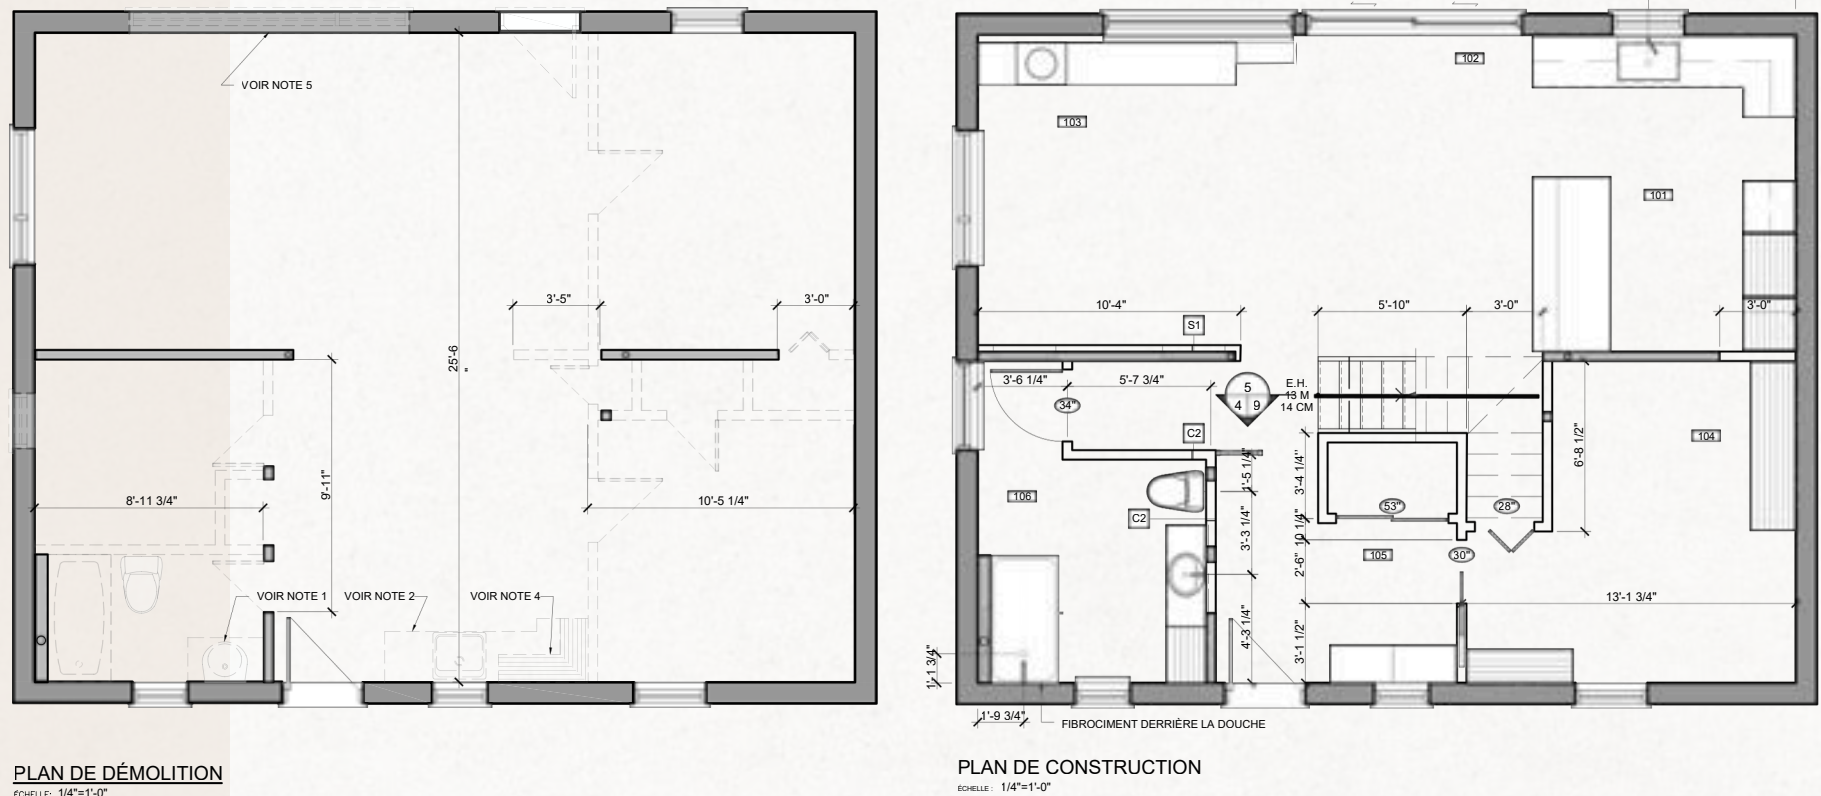 VOIR NOTE 5
3'-5"
3'-0"
25'-6
"
9'-11"
8'-11 3/4"
10'-5 1/4"
VOIR NOTE 1
VOIR NOTE 2
VOIR NOTE 4
PLAN DE DÉMOLITION
ÉCHELLE: 1/4"=1'-0"
102
103
101
10'-4"
5'-10"
3'-0"
3'-0"
S1
3'-6 1/4"
5'-7 3/4"
5
4 9
E.H.
13 M
14 CM
34"
C2
104
6'-8 1/2"
1'-5 1/4"
3'-4 1/4"
106
C2
53"
28"
3'-3 1/4"
10 1/4"
105
30"
2'-6"
13'-1 3/4"
4'-3 1/4"
3'-1 1/2"
1'-1 3/4"
1'-9 3/4"
FIBROCIMENT DERRIÈRE LA DOUCHE
PLAN DE CONSTRUCTION
ÉCHELLE : 1/4"=1'-0"